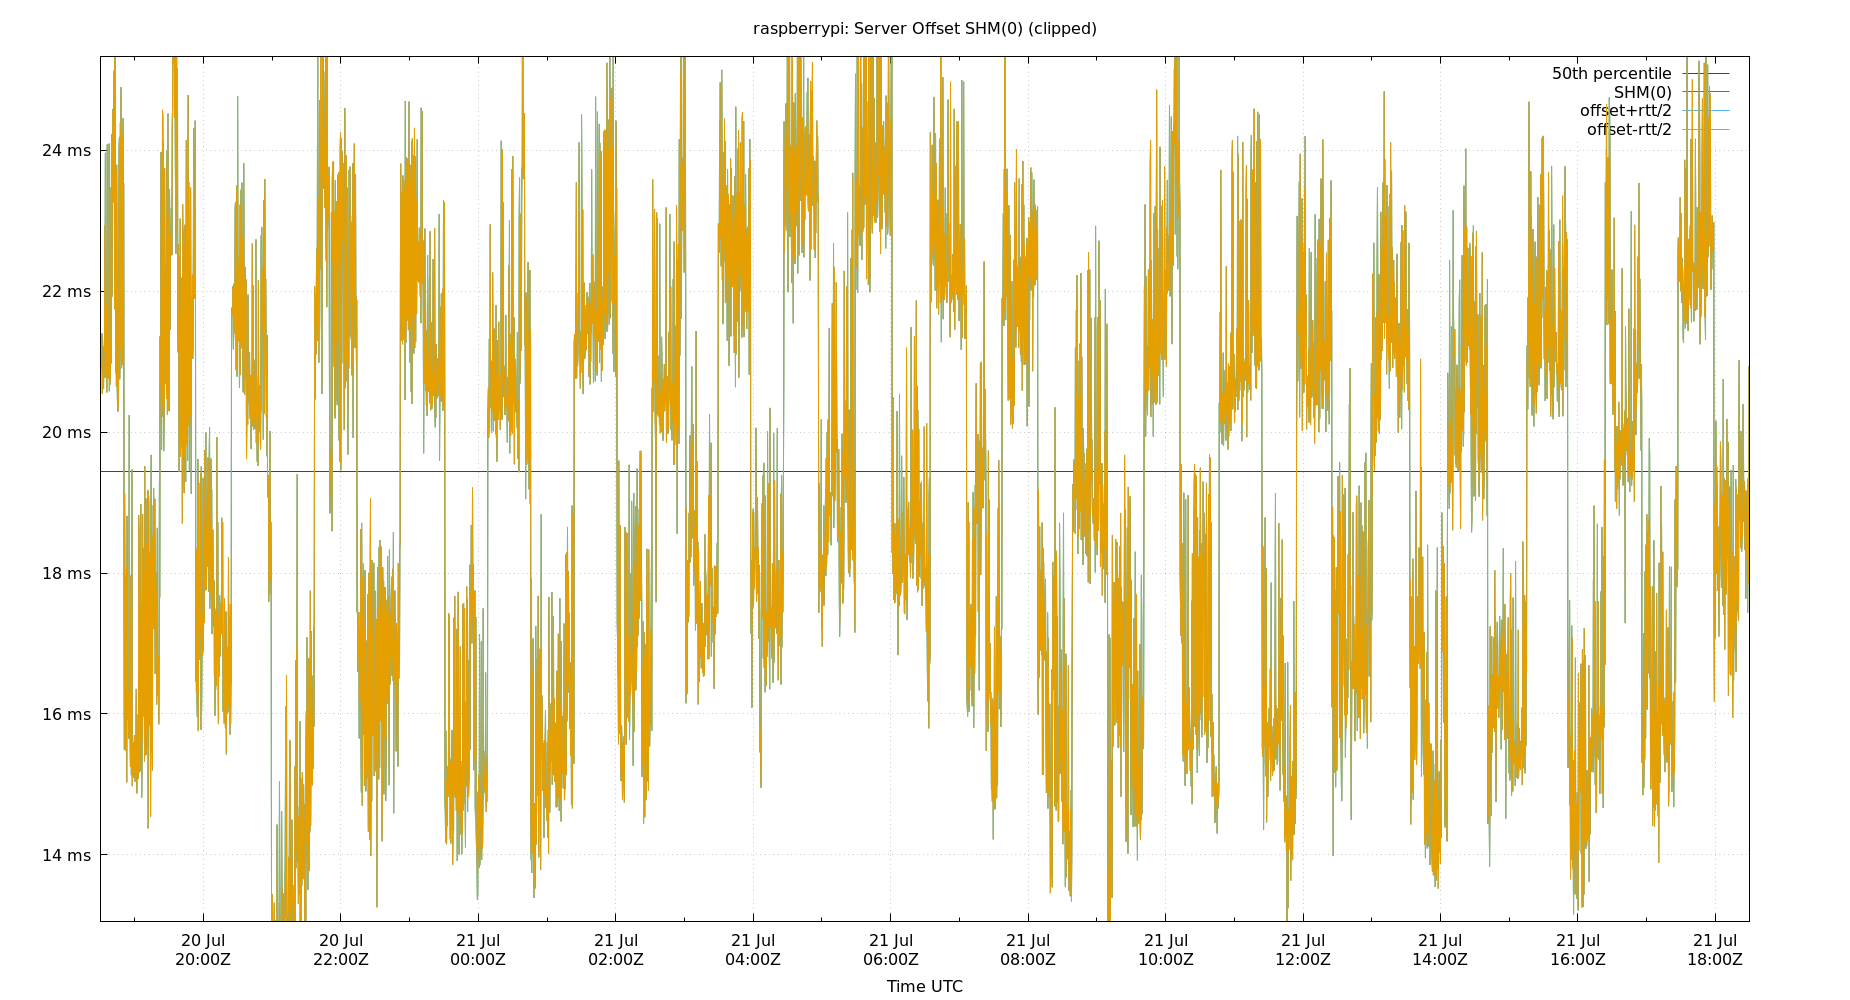 raspberrypi: Server Offset SHM(0) (clipped)
50th percentile
SHM(0)
offset+rtt/2
offset-rtt/2
24 ms
22 ms
20 ms
18 ms
16 ms
14 ms
20 Jul 20 Jul 21 Jul 21 Jul 21 Jul 21 Jul 21 Jul 21 Jul 21 Jul 21 Jul 21 Jul 21 Jul
20:00Z 22:00Z 00:00Z 02:00Z 04:00Z 06:00Z 08:00Z 10:00Z 12:00Z 14:00Z 16:00Z 18:00Z
Time UTC